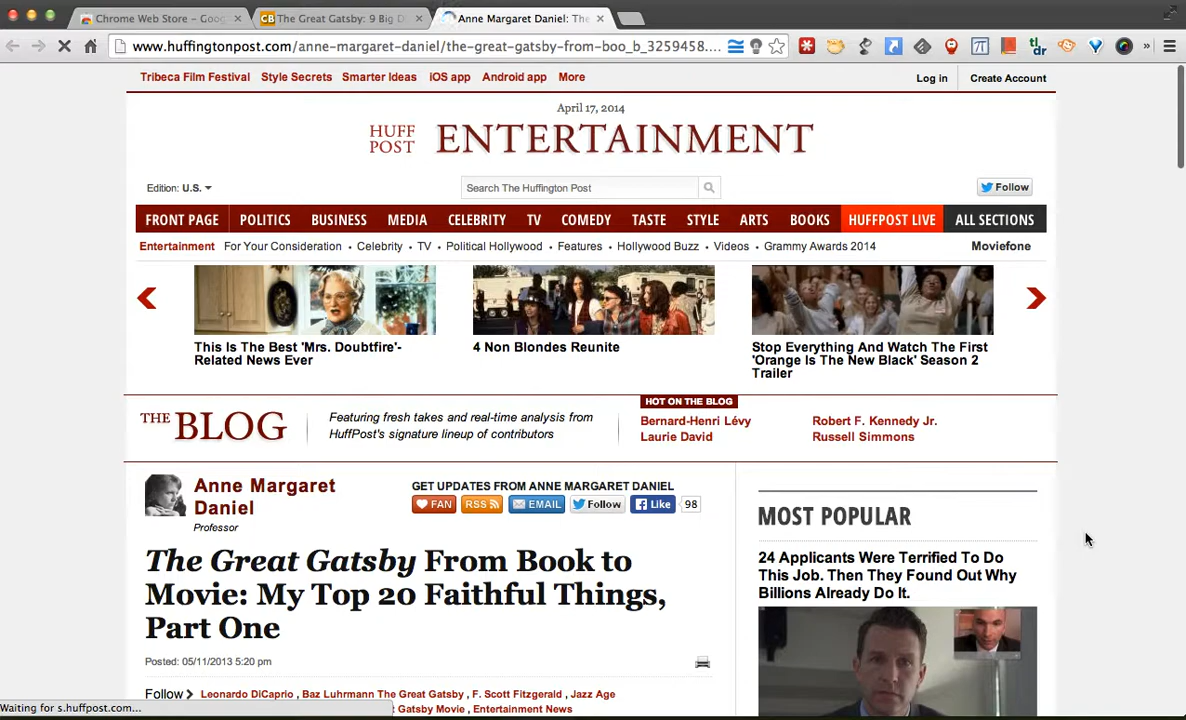 Chrome Web Store - Goog
The Great Gatsby: 9 Big D
Anne Margaret Daniel: The
www.huffingtonpost.com/anne-margaret-daniel/the-great-gatsby-from-boo_b_3259458....
tl;dr
Tribeca Film Festival Style Secrets Smarter Ideas iOS app Android app More
Log in Create Account
April 17, 2014
HUFF POST ENTERTAINMENT
Edition: U.S.
Search The Huffington Post
Follow
FRONT PAGE POLITICS BUSINESS MEDIA CELEBRITY TV COMEDY TASTE STYLE ARTS BOOKS HUFFPOST LIVE ALL SECTIONS
Entertainment For Your Consideration • Celebrity • TV • Political Hollywood • Features • Hollywood Buzz • Videos • Grammy Awards 2014 Moviefone
This Is The Best 'Mrs. Doubtfire'-
Related News Ever
4 Non Blondes Reunite
Stop Everything And Watch The First
'Orange Is The New Black' Season 2
Trailer
THE BLOG
Featuring fresh takes and real-time analysis from
HuffPost's signature lineup of contributors
HOT ON THE BLOG
Bernard-Henri Lévy
Laurie David
Robert F. Kennedy Jr.
Russell Simmons
Anne Margaret
Daniel
Professor
GET UPDATES FROM ANNE MARGARET DANIEL
FAN RSS EMAIL Follow Like 98
The Great Gatsby From Book to
Movie: My Top 20 Faithful Things,
Part One
Posted: 05/11/2013 5:20 pm
Follow Leonardo DiCaprio , Baz Luhrmann The Great Gatsby , F. Scott Fitzgerald , Jazz Age
t Gatsby Movie , Entertainment News
MOST POPULAR
24 Applicants Were Terrified To Do
This Job. Then They Found Out Why
Billions Already Do It.
Waiting for s.huffpost.com...